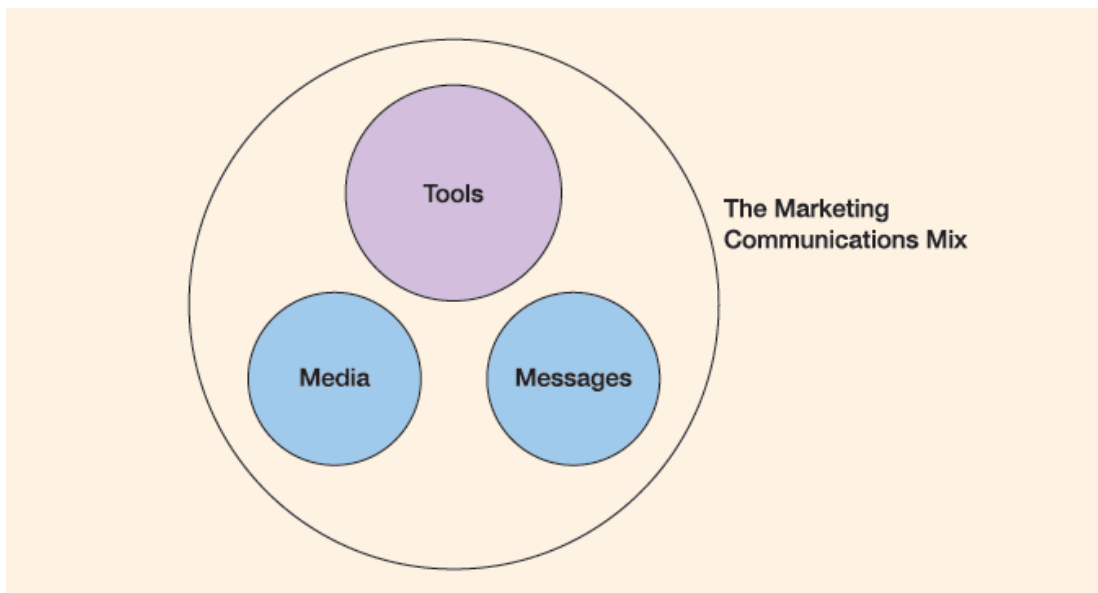 Tools
The Marketing
Communications Mix
Media
Messages